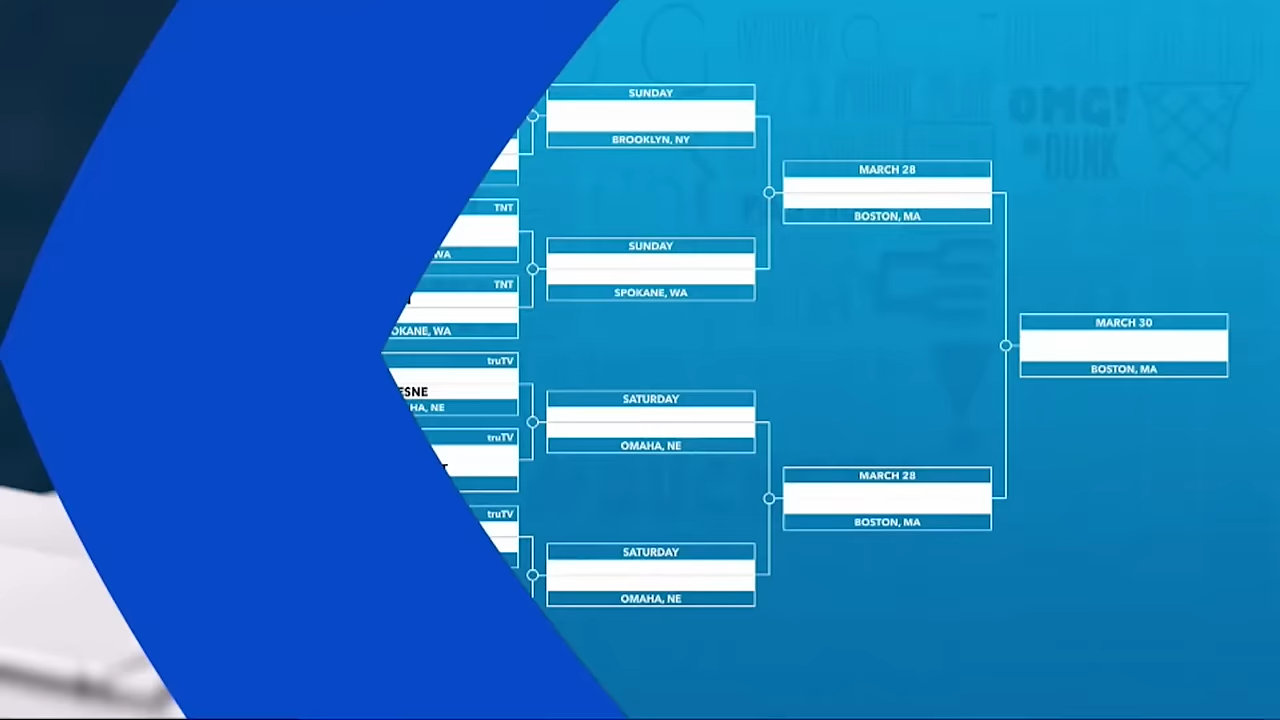 SUNDAY
BROOKLYN, NY
OMG!
DUNK
MARCH 28
BOSTON, MA
TNT
WA
SUNDAY
SPOKANE, WA
TNT
OKANE, WA
MARCH 30
BOSTON, MA
truTV
ESNE
HA, NE
SATURDAY
OMAHA, NE
truTV
MARCH 28
BOSTON, MA
truTV
SATURDAY
OMAHA, NE